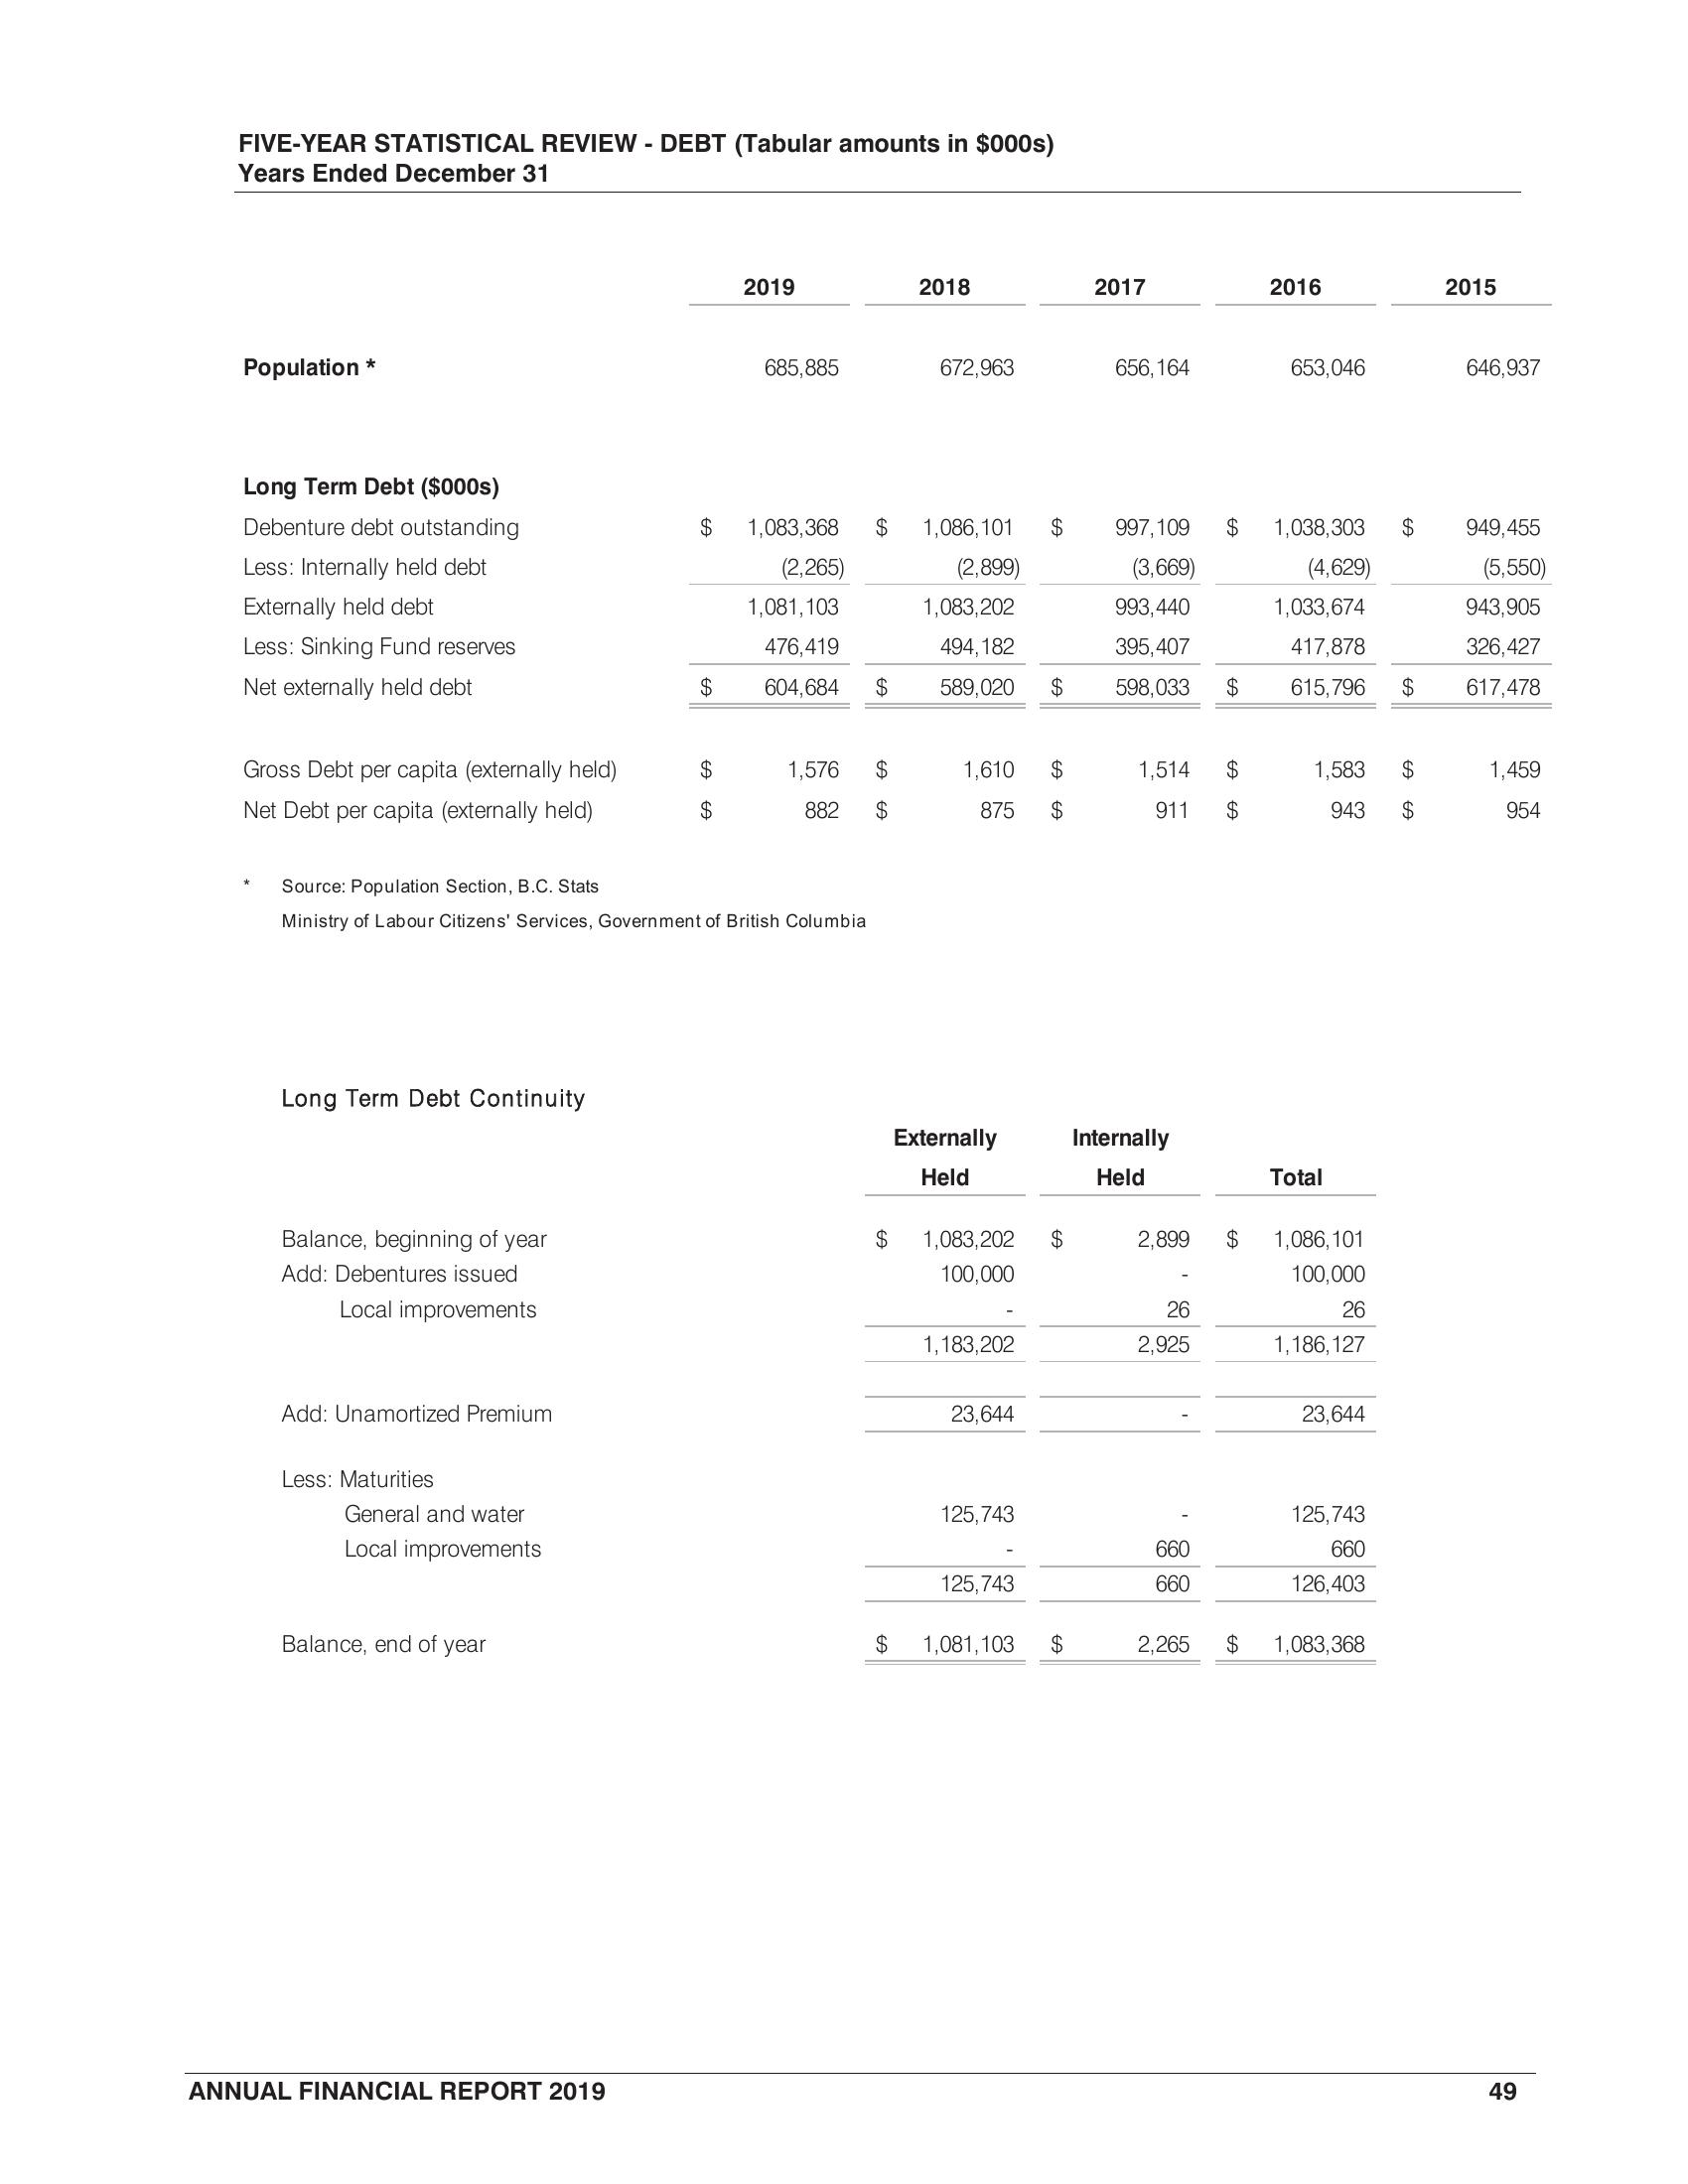 FIVE-YEAR STATISTICAL REVIEW - DEBT (Tabular amounts in $000s)
Years Ended December 31
2019 2018 2017 2016 2015
Population * 685,885 672,963 656,164 653,046 646,937
Long Term Debt ($000s)
Debenture debt outstanding $ 1,083,368 $ 1,086,101 $ 997,109 $ 1,038,303 $ 949,455
Less: Internally held debt (2,265) (2,899) (3,669) (4,629) (5,550)
Externally held debt 1,081,103 1,083,202 993,440 1,033,674 943,905
Less: Sinking Fund reserves 476,419 494,182 395,407 417,878 326,427
Net externally held debt $ 604,684 $ 589,020 $ 598,033 $ 615,796 $ 617,478
Gross Debt per capita (externally held) $ 1,576 $ 1,610 $ 1,514 $ 1,583 $ 1,459
Net Debt per capita (externally held) $ 882 $ 875 $ 911 $ 943 $ 954
* Source: Population Section, B.C. Stats
Ministry of Labour Citizens' Services, Government of British Columbia
Long Term Debt Continuity
Externally Internally
Held Held Total
Balance, beginning of year $ 1,083,202 $ 2,899 $ 1,086,101
Add: Debentures issued 100,000 - 100,000
Local improvements - 26 26
1,183,202 2,925 1,186,127
Add: Unamortized Premium 23,644 - 23,644
Less: Maturities
General and water 125,743 - 125,743
Local improvements - 660 660
125,743 660 126,403
Balance, end of year $ 1,081,103 $ 2,265 $ 1,083,368
ANNUAL FINANCIAL REPORT 2019 49